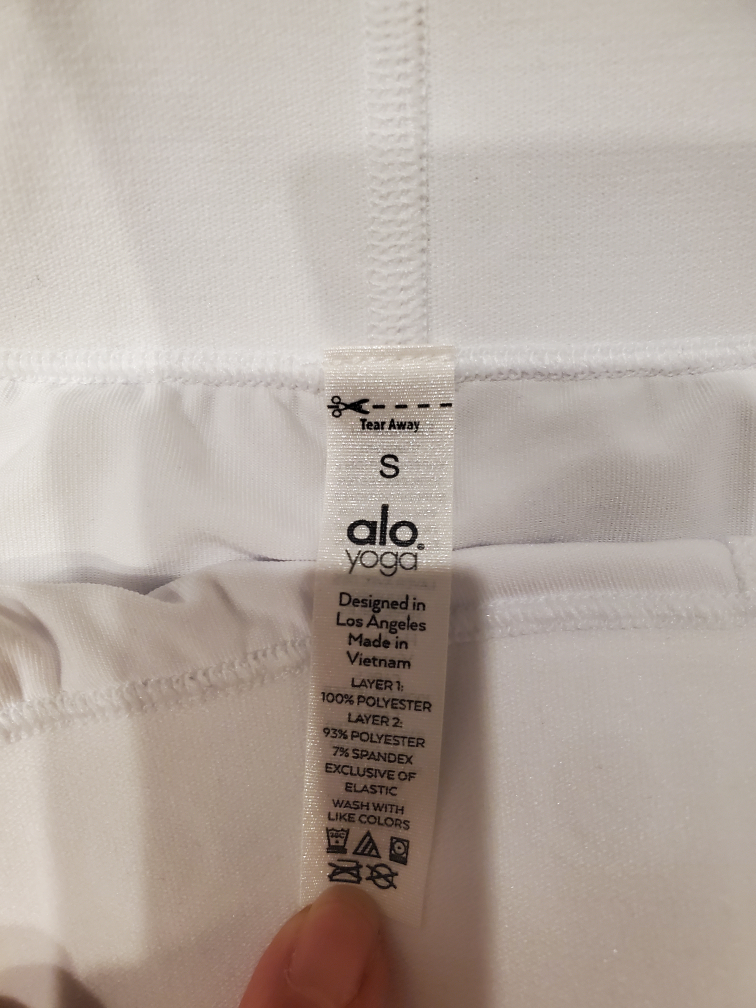 Tear Away
S
alo.
yoga
Designed in
Los Angeles
Made in
Vietnam
LAYER 1:
100% POLYESTER
LAYER 2:
93% POLYESTER
7% SPANDEX
EXCLUSIVE OF
ELASTIC
WASH WITH
LIKE COLORS
30C